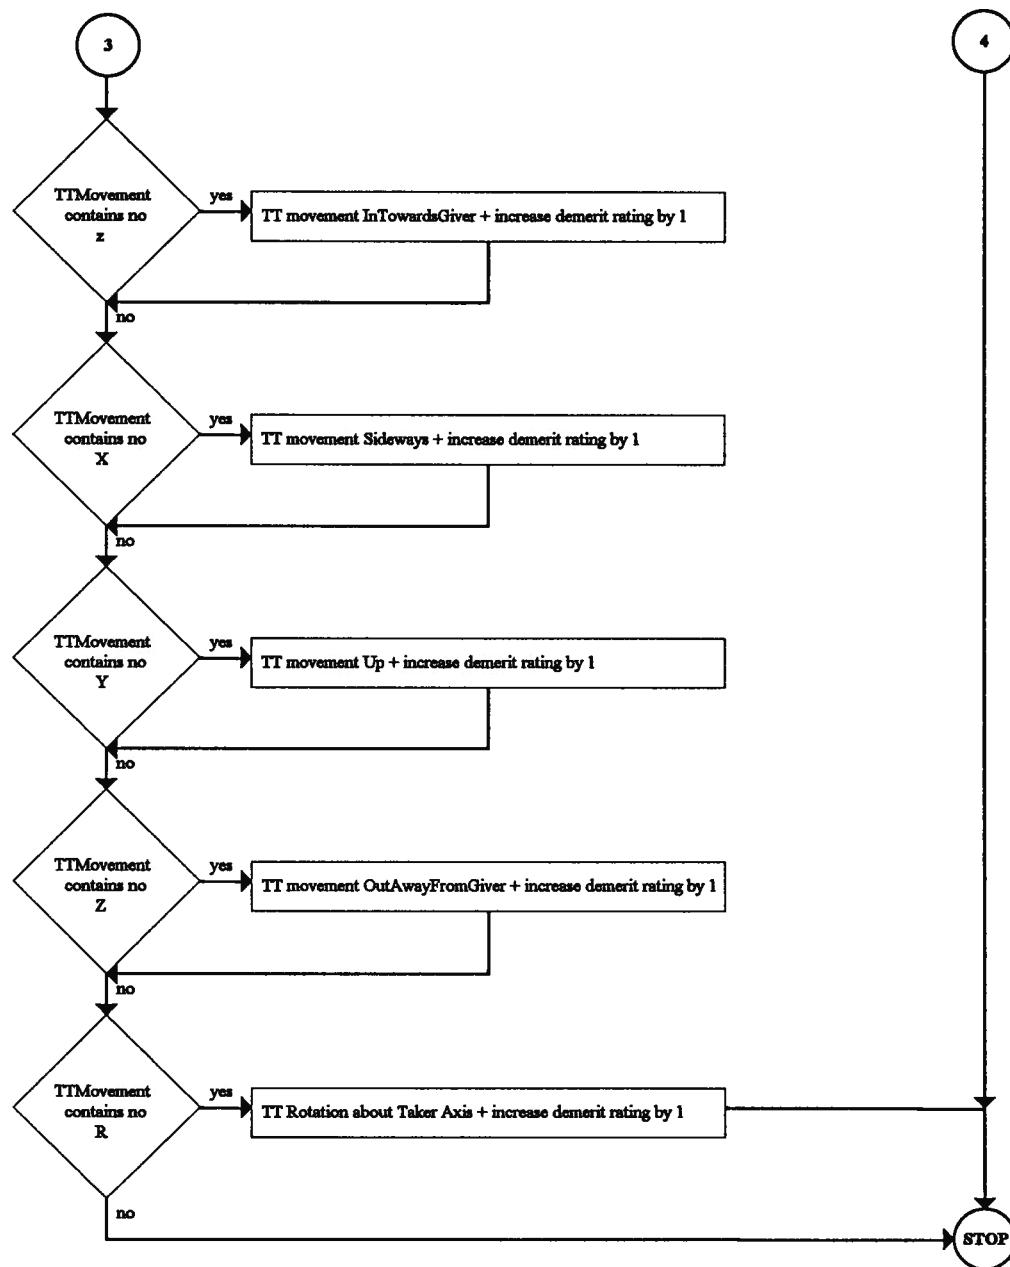 3
4
TTMovement
contains no
z
yes
TT movement InTowardsGiver + increase demerit rating by 1
no
TTMovement
contains no
X
yes
TT movement Sideways + increase demerit rating by 1
no
TTMovement
contains no
Y
yes
TT movement Up + increase demerit rating by 1
no
TTMovement
contains no
Z
yes
TT movement OutAwayFromGiver + increase demerit rating by 1
no
TTMovement
contains no
R
yes
TT Rotation about Taker Axis + increase demerit rating by 1
no
STOP